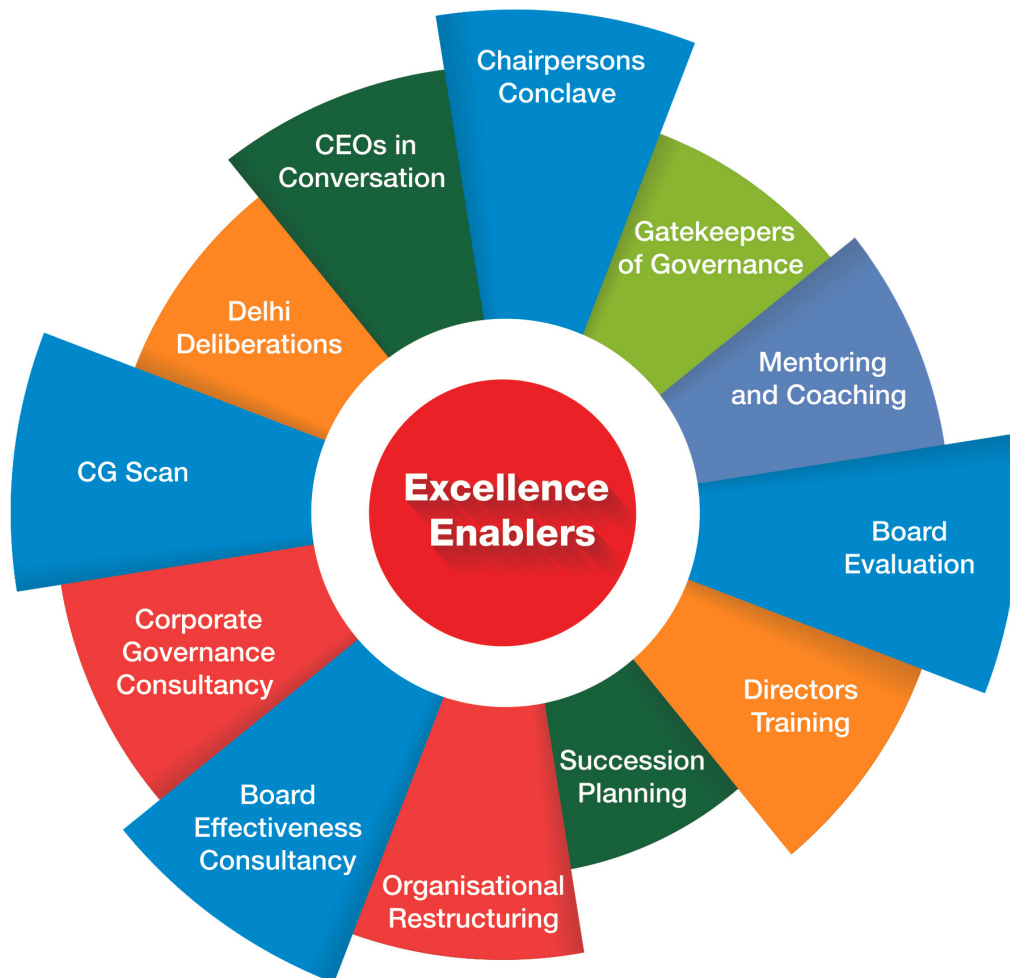 Chairpersons
Conclave
CEOs in
Conversation
Gatekeepers
of Governance
Delhi
Deliberations
Mentoring
and Coaching
CG Scan
Excellence
Enablers
Board
Evaluation
Corporate
Governance
Consultancy
Directors
Training
Succession
Planning
Board
Effectiveness
Consultancy
Organisational
Restructuring